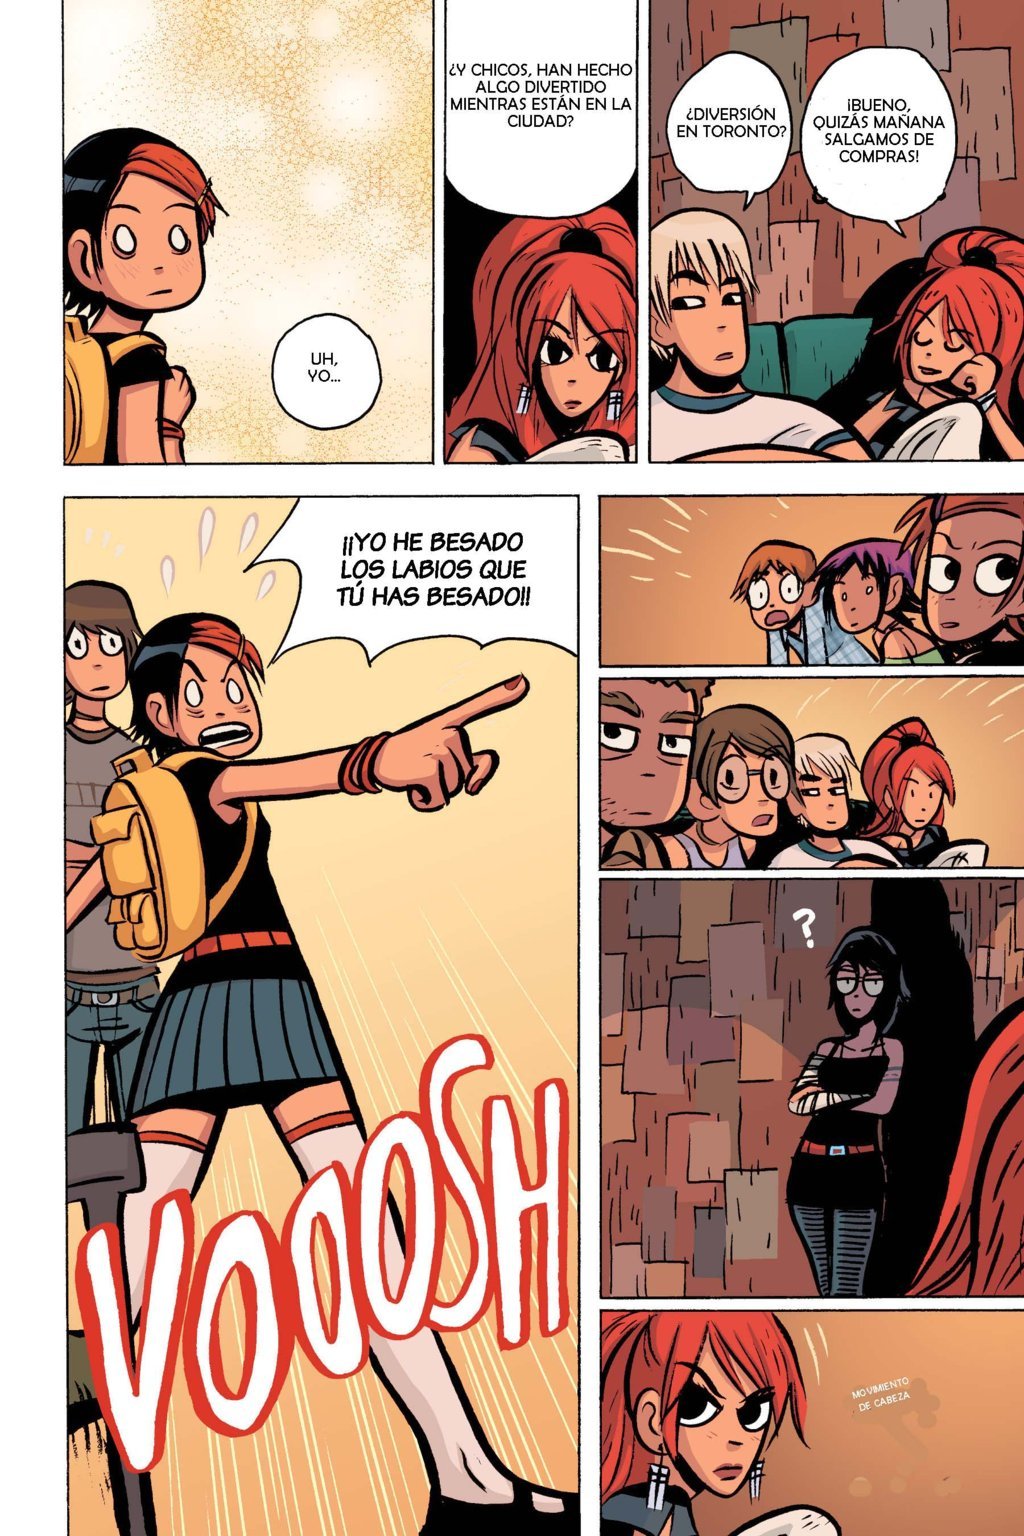 UH,
YO...
¿Y CHICOS, HAN HECHO
ALGO DIVERTIDO
MIENTRAS ESTÁN EN LA
CIUDAD?
¿DIVERSIÓN
EN TORONTO?
¡BUENO,
QUIZÁS MAÑANA
SALGAMOS DE
COMPRAS!
¡¡YO HE BESADO
LOS LABIOS QUE
TÚ HAS BESADO!!
VOOOSH
?
MOVIMIENTO
DE CABEZA